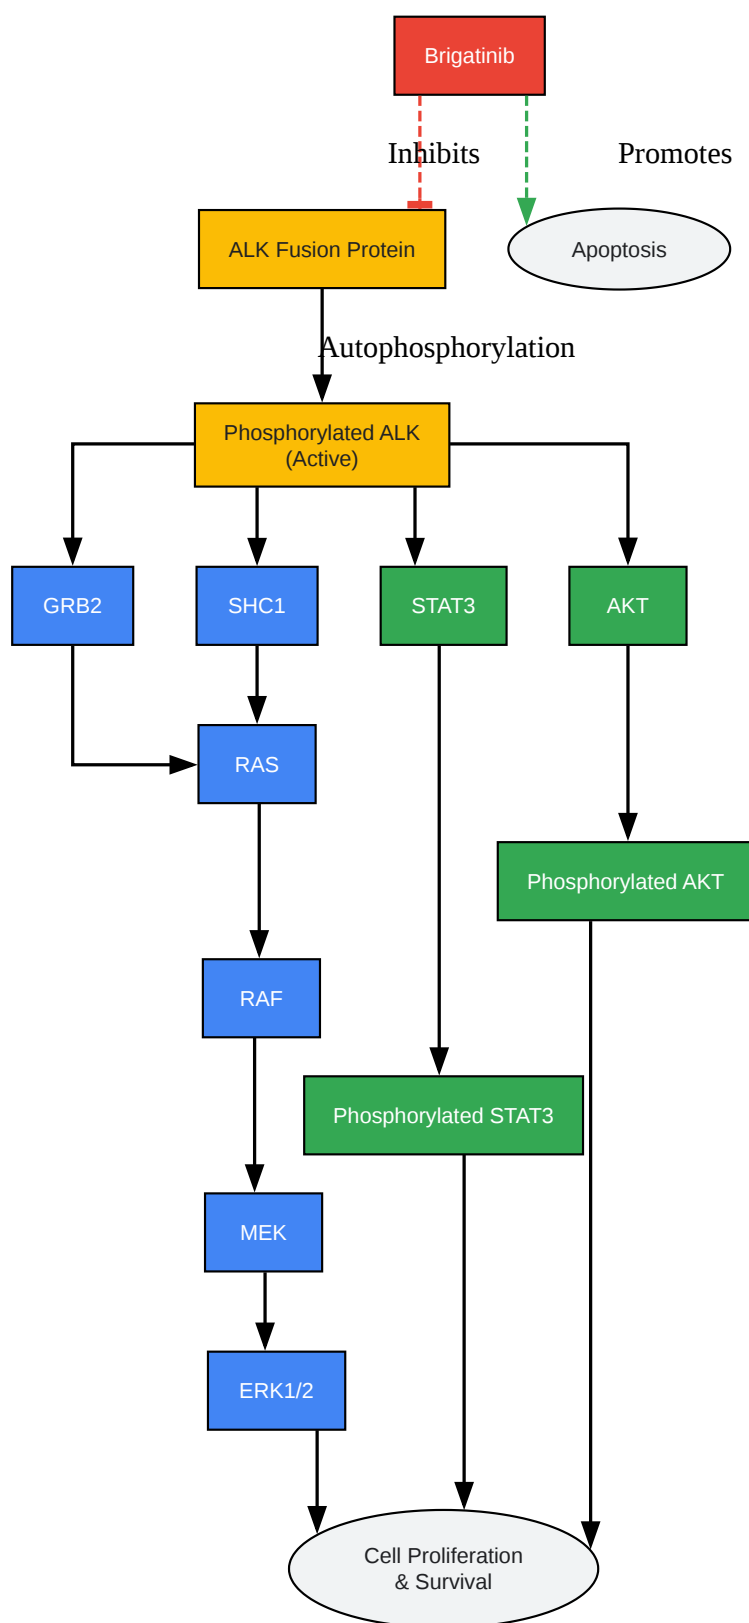 Brigatinib
Inhibits
Promotes
ALK Fusion Protein
Apoptosis
Autophosphorylation
Phosphorylated ALK
(Active)
GRB2
SHC1
STAT3
AKT
RAS
Phosphorylated AKT
RAF
Phosphorylated STAT3
MEK
ERK1/2
Cell Proliferation
& Survival